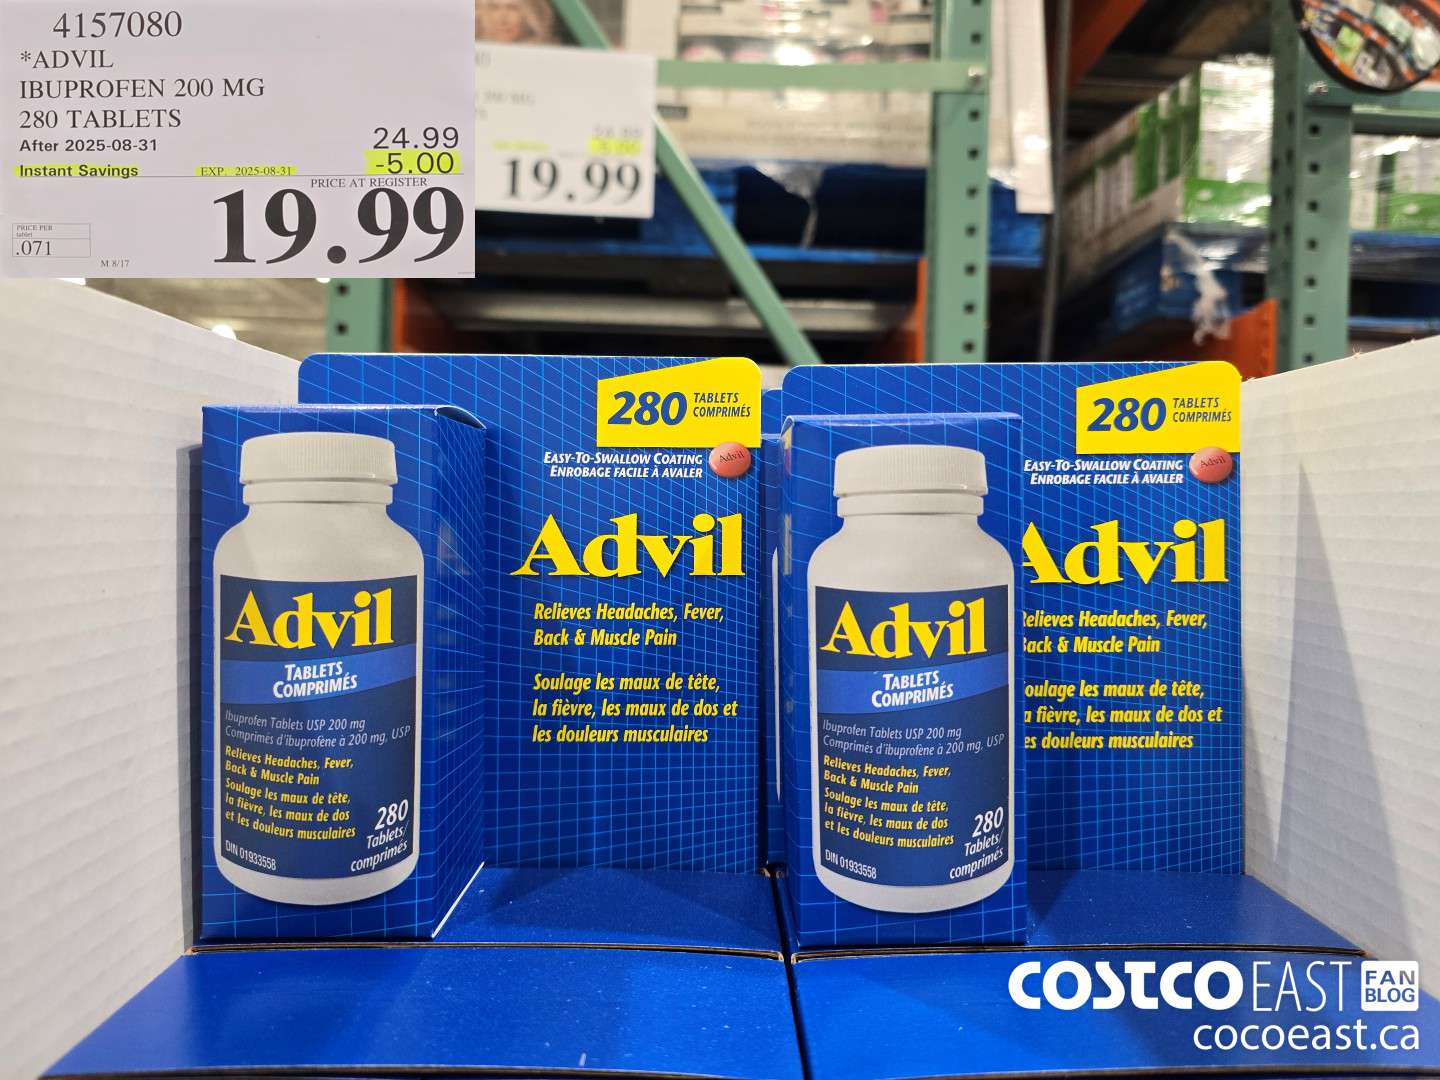 4157080
*ADVIL
IBUPROFEN 200 MG
280 TABLETS
After 2025-08-31
24.99
Instant Savings
EXP. 2025-08-31
-5.00
PRICE AT REGISTER
19.99
PRICE PER
tablet
.071
M 8/17
19.99
280 TABLETS
COMPRIMÉS
EASY-TO-SWALLOW COATING
ENROBAGE FACILE À AVALER
Advil
Advil
Relieves Headaches, Fever,
Back & Muscle Pain
Soulage les maux de tête,
la fièvre, les maux de dos et
les douleurs musculaires
Advil
TABLETS
COMPRIMÉS
Ibuprofen Tablets USP 200 mg
Comprimés d'ibuprofène à 200 mg, USP
Relieves Headaches, Fever,
Back & Muscle Pain
Soulage les maux de tête,
la fièvre, les maux de dos
et les douleurs musculaires
280
Tablets/
comprimés
DIN 01933558
280 TABLETS
COMPRIMÉS
EASY-TO-SWALLOW COATING
ENROBAGE FACILE À AVALER
Advil
Advil
Relieves Headaches, Fever,
Back & Muscle Pain
oulage les maux de tête,
a fièvre, les maux de dos et
es douleurs musculaires
Advil
TABLETS
COMPRIMÉS
Ibuprofen Tablets USP 200 mg
Comprimés d'ibuprofène à 200 mg, USP
Relieves Headaches, Fever,
Back & Muscle Pain
Soulage les maux de tête,
la fièvre, les maux de dos
et les douleurs musculaires
280
Tablets/
comprimés
DIN 01933558
COSTCO EAST FAN BLOG
cocoeast.ca